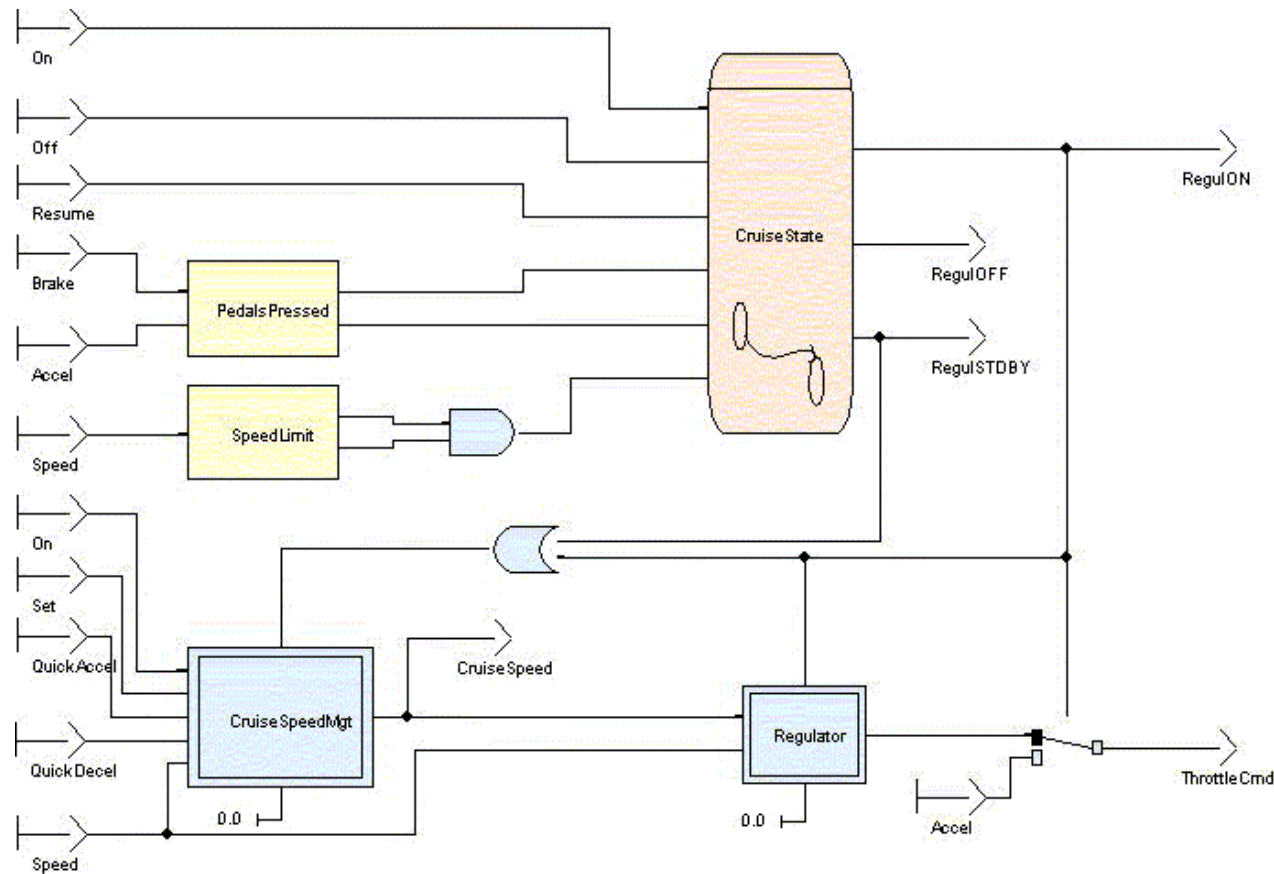 On
Off
Resume
Brake
Accel
Speed
PedalsPressed
SpeedLimit
CruiseState
RegulON
RegulOFF
RegulSTDBY
On
Set
QuickAccel
QuickDecel
Speed
CruiseSpeedMgt
0.0
CruiseSpeed
Regulator
0.0
Accel
ThrottleCmd